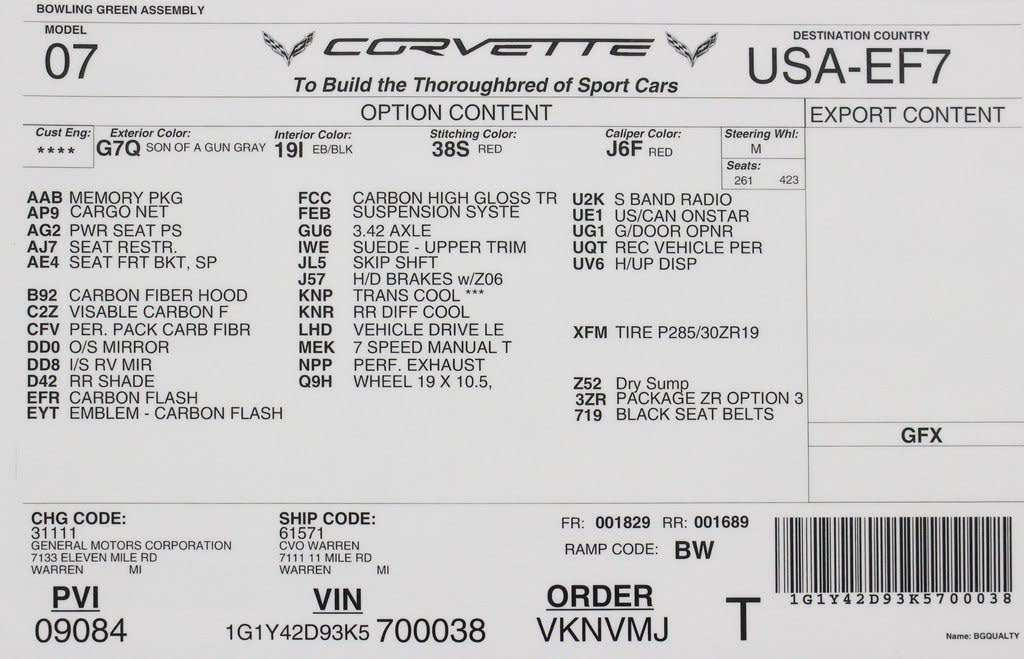 BOWLING GREEN ASSEMBLY
MODEL
07
CORVETTE
To Build the Thoroughbred of Sport Cars
DESTINATION COUNTRY
USA-EF7
OPTION CONTENT
EXPORT CONTENT
Cust Eng: Exterior Color: Interior Color: Stitching Color: Caliper Color: Steering Whl:
**** G7Q SON OF A GUN GRAY 19I EB/BLK 38S RED J6F RED M
Seats:
261 423
AAB MEMORY PKG
AP9 CARGO NET
AG2 PWR SEAT PS
AJ7 SEAT RESTR.
AE4 SEAT FRT BKT, SP
B92 CARBON FIBER HOOD
C2Z VISABLE CARBON F
CFV PER. PACK CARB FIBR
DD0 O/S MIRROR
DD8 I/S RV MIR
D42 RR SHADE
EFR CARBON FLASH
EYT EMBLEM - CARBON FLASH
FCC CARBON HIGH GLOSS TR
FEB SUSPENSION SYSTE
GU6 3.42 AXLE
IWE SUEDE - UPPER TRIM
JL5 SKIP SHFT
J57 H/D BRAKES w/Z06
KNP TRANS COOL ***
KNR RR DIFF COOL
LHD VEHICLE DRIVE LE
MEK 7 SPEED MANUAL T
NPP PERF. EXHAUST
Q9H WHEEL 19 X 10.5,
U2K S BAND RADIO
UE1 US/CAN ONSTAR
UG1 G/DOOR OPNR
UQT REC VEHICLE PER
UV6 H/UP DISP
XFM TIRE P285/30ZR19
Z52 Dry Sump
3ZR PACKAGE ZR OPTION 3
719 BLACK SEAT BELTS
GFX
CHG CODE:
31111
GENERAL MOTORS CORPORATION
7133 ELEVEN MILE RD
WARREN MI
SHIP CODE:
61571
CVO WARREN
7111 11 MILE RD
WARREN MI
FR: 001829 RR: 001689
RAMP CODE: BW
1G1Y42D93K5700038
PVI
09084
VIN
1G1Y42D93K5 700038
ORDER
VKNVMJ
T
Name: BGQUALTY